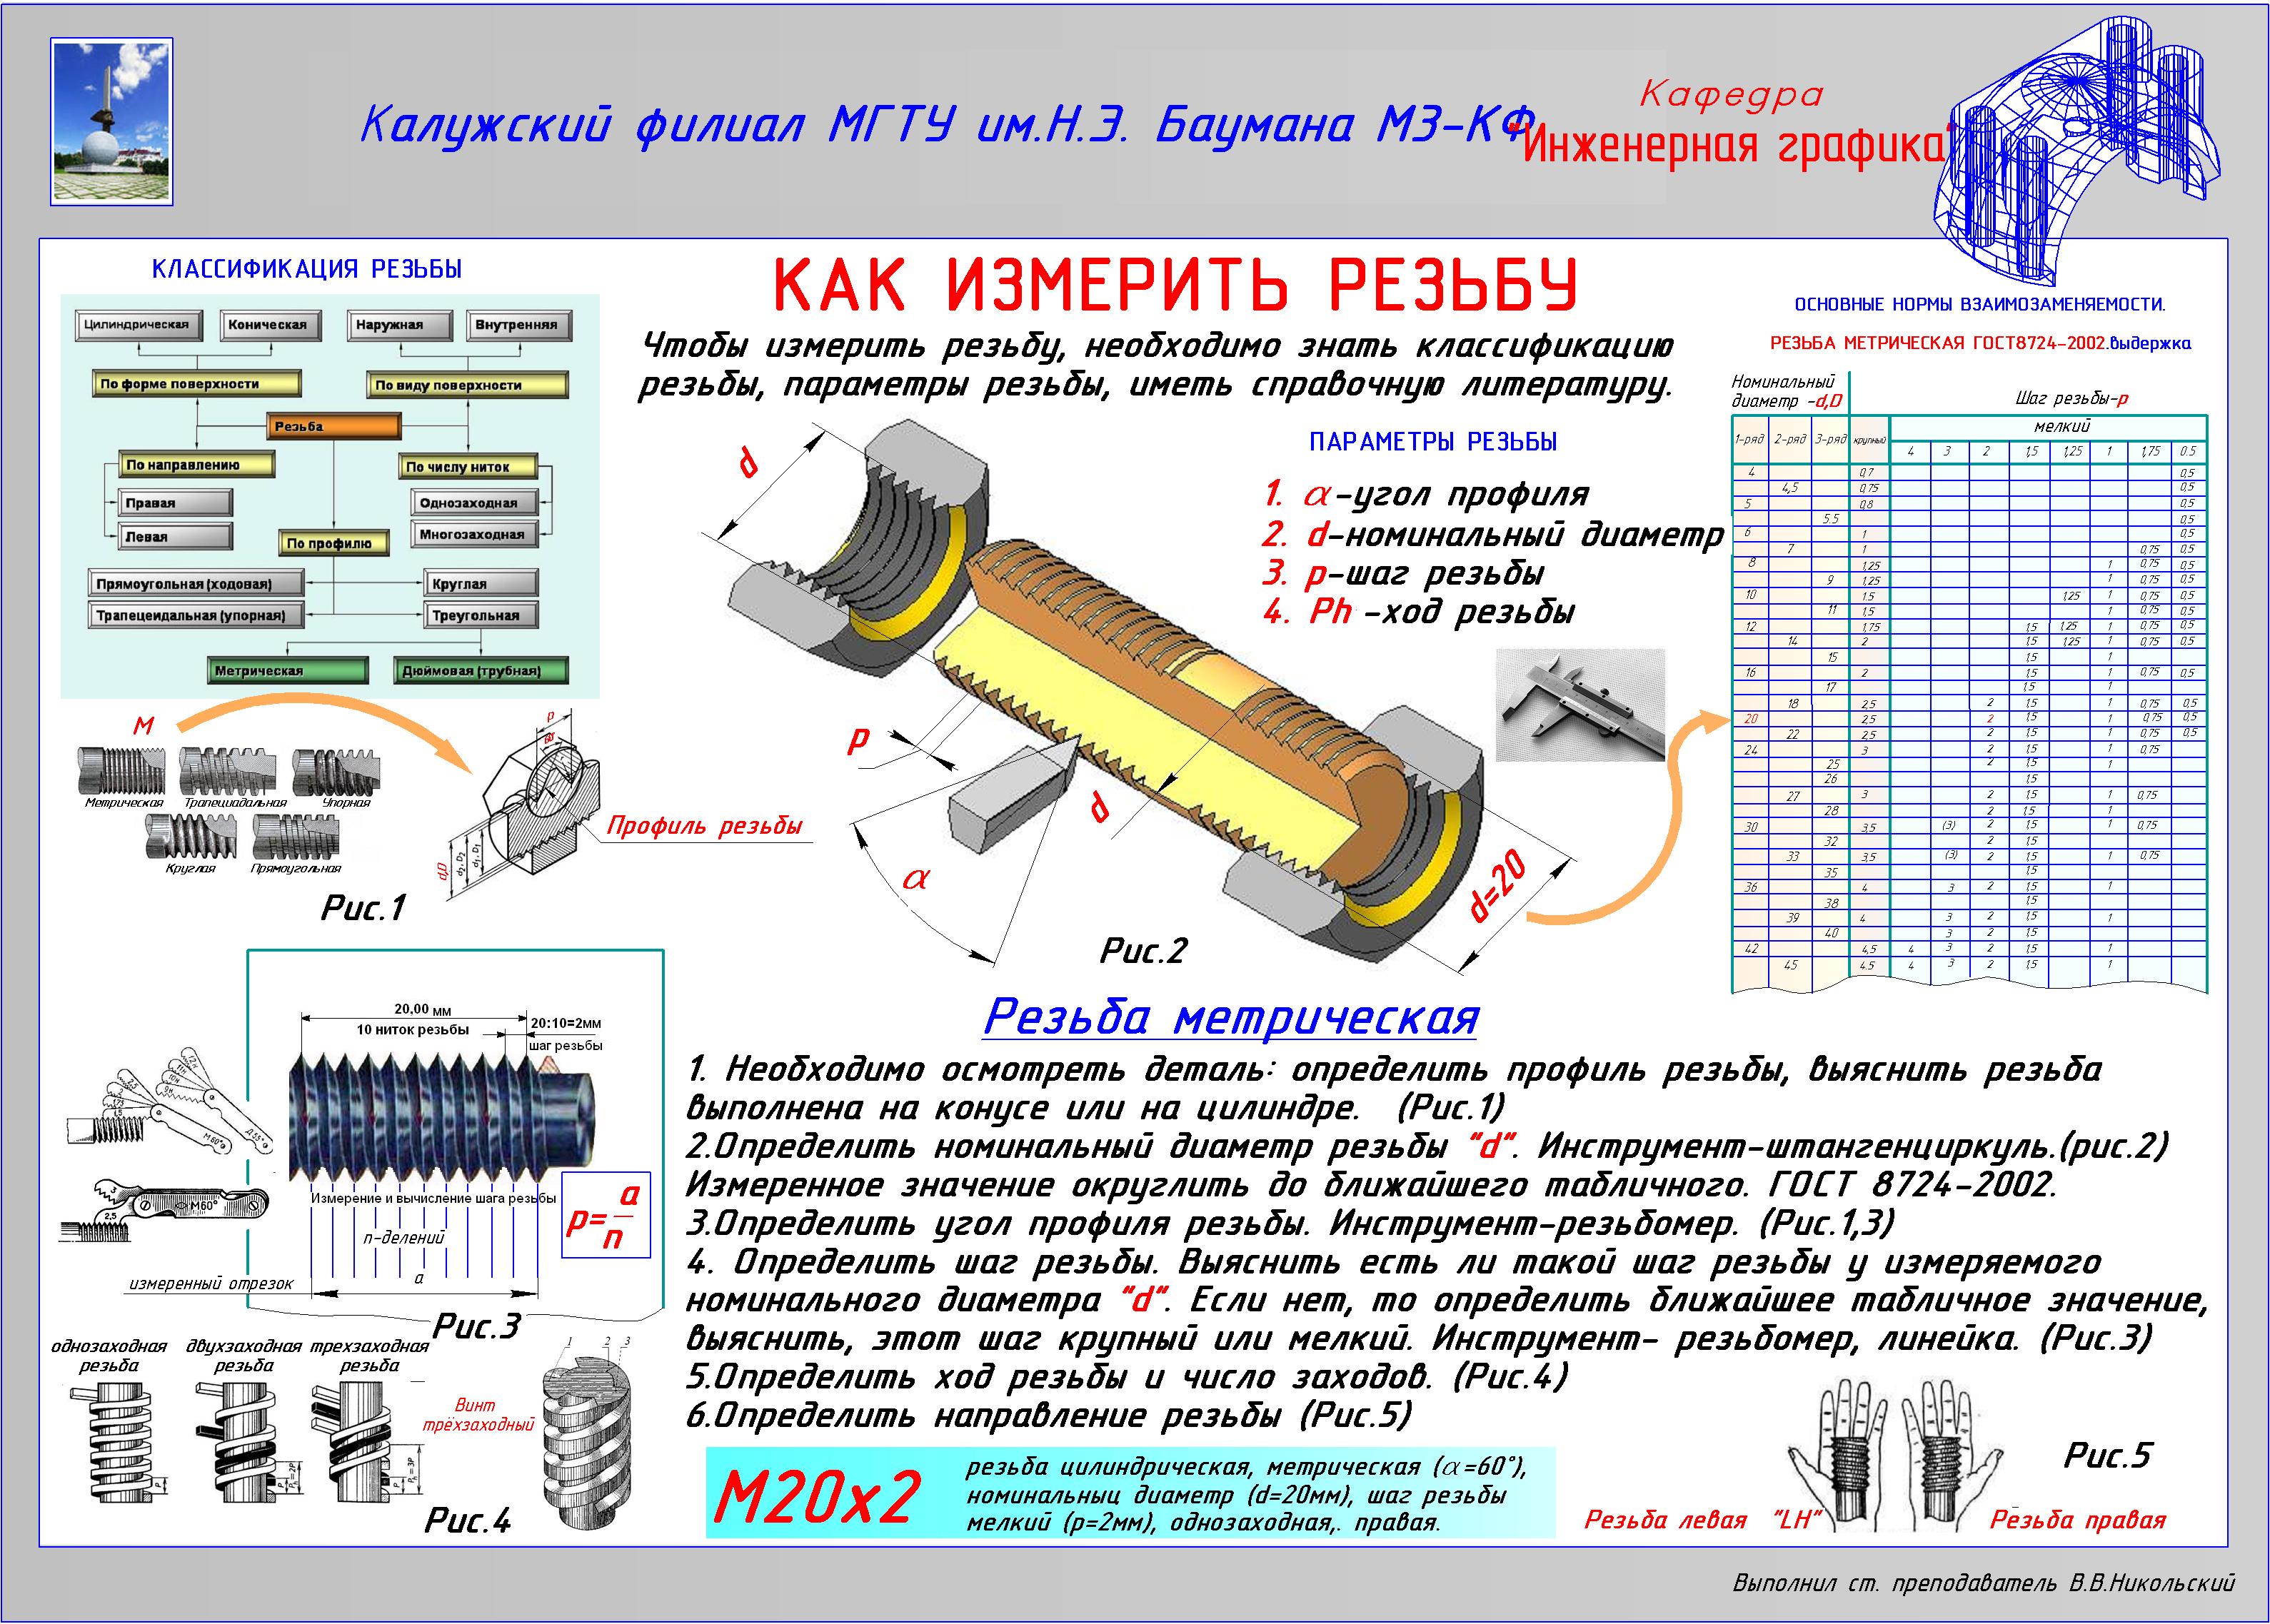 Калужский филиал МГТУ им.Н.Э. Баумана МЗ-КФ
Кафедра
"Инженерная графика"
КЛАССИФИКАЦИЯ РЕЗЬБЫ
Цилиндрическая Коническая Наружная Внутренняя
По форме поверхности По виду поверхности
Резьба
По направлению По числу ниток
Правая Однозаходная
Левая Многозаходная
По профилю
Прямоугольная (ходовая) Круглая
Трапецеидальная (упорная) Треугольная
Метрическая Дюймовая (трубная)
М
Метрическая Трапециадальная Упорная
Круглая Прямоугольная
p
60°
d,D
d2, D2
d1, D1
Профиль резьбы
Рис.1
КАК ИЗМЕРИТЬ РЕЗЬБУ
Чтобы измерить резьбу, необходимо знать классификацию
резьбы, параметры резьбы, иметь справочную литературу.
ПАРАМЕТРЫ РЕЗЬБЫ
1. α-угол профиля
2. d-номинальный диаметр
3. p-шаг резьбы
4. Ph -ход резьбы
d
p
d
α
d=20
Рис.2
ОСНОВНЫЕ НОРМЫ ВЗАИМОЗАМЕНЯЕМОСТИ.
РЕЗЬБА МЕТРИЧЕСКАЯ ГОСТ8724-2002.выдержка
Номинальный
диаметр -d,D
Шаг резьбы-p
1-ряд 2-ряд 3-ряд крупный мелкий
4 3 2 1,5 1,25 1 1,75 0.5
4 0,7 0,5
4,5 0,75 0,5
5 0,8 0,5
5.5 0,5
6 1 0,5
7 1 0,75 0,5
8 1,25 1 0,75 0,5
9 1,25 1 0,75 0,5
10 1.5 1,25 1 0,75 0,5
11 1,5 1 0,75 0,5
12 1,75 1,5 1,25 1 0,75 0,5
14 2 1,5 1,25 1 0,75 0,5
15 1,5 1
16 2 1,5 1 0,75 0,5
17 1,5 1
18 2,5 2 1,5 1 0,75 0,5
20 2,5 2 1,5 1 0,75 0,5
22 2,5 2 1,5 1 0,75 0,5
24 3 2 1,5 1 0,75
25 2 1,5 1
26 1,5
27 3 2 1,5 1 0,75
28 2 1,5 1
30 3,5 (3) 2 1,5 1 0,75
32 2 1,5
33 3,5 (3) 2 1,5 1 0,75
35 1,5
36 4 3 2 1,5 1
38 1,5
39 4 3 2 1,5 1
40 3 2 1,5
42 4,5 4 3 2 1,5 1
45 4.5 4 3 2 1,5 1
20,00 мм
10 ниток резьбы
20:10=2мм
шаг резьбы
Измерение и вычисление шага резьбы
n-делений
a
измеренный отрезок
p=a/n
М60°
Д55°
3
М60°
2,5
Рис.3
Резьба метрическая
1. Необходимо осмотреть деталь: определить профиль резьбы, выяснить резьба
выполнена на конусе или на цилиндре. (Рис.1)
2.Определить номинальный диаметр резьбы "d". Инструмент-штангенциркуль.(рис.2)
Измеренное значение округлить до ближайшего табличного. ГОСТ 8724-2002.
3.Определить угол профиля резьбы. Инструмент-резьбомер. (Рис.1,3)
4. Определить шаг резьбы. Выяснить есть ли такой шаг резьбы у измеряемого
номинального диаметра "d". Если нет, то определить ближайшее табличное значение,
выяснить, этот шаг крупный или мелкий. Инструмент- резьбомер, линейка. (Рис.3)
5.Определить ход резьбы и число заходов. (Рис.4)
6.Определить направление резьбы (Рис.5)
однозаходная
резьба
двухзаходная
резьба
трехзаходная
резьба
P
P
Ph = 2P
P
Ph = 3P
Винт
трёхзаходный
1 2 3
Рис.4
М20х2
резьба цилиндрическая, метрическая (α=60°),
номинальныц диаметр (d=20мм), шаг резьбы
мелкий (p=2мм), однозаходная,. правая.
Рис.5
Резьба левая "LH"
Резьба правая
Выполнил ст. преподаватель В.В.Никольский